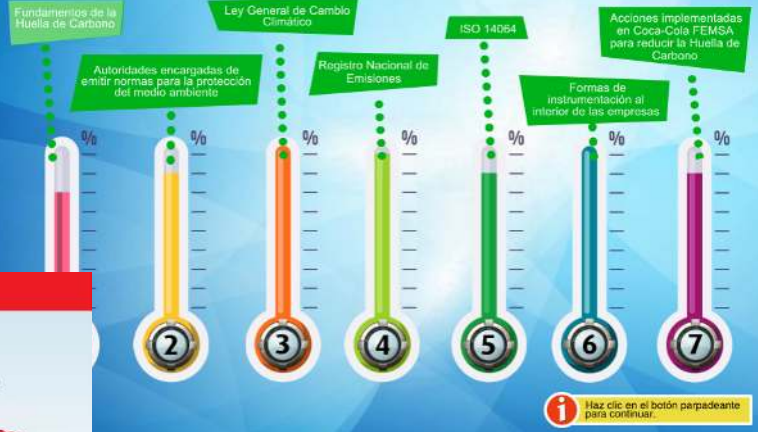 Fundamentos de la
Huella de Carbono
Autoridades encargadas de
emitir normas para la protección
del medio ambiente
Ley General de Cambio
Climático
Registro Nacional de
Emisiones
ISO 14064
Formas de
instrumentación al
interior de las empresas
Acciones implementadas
en Coca-Cola FEMSA
para reducir la Huella de
Carbono
% % % % % % %
2 3 4 5 6 7
i
Haz clic en el botón parpadeante
para continuar.